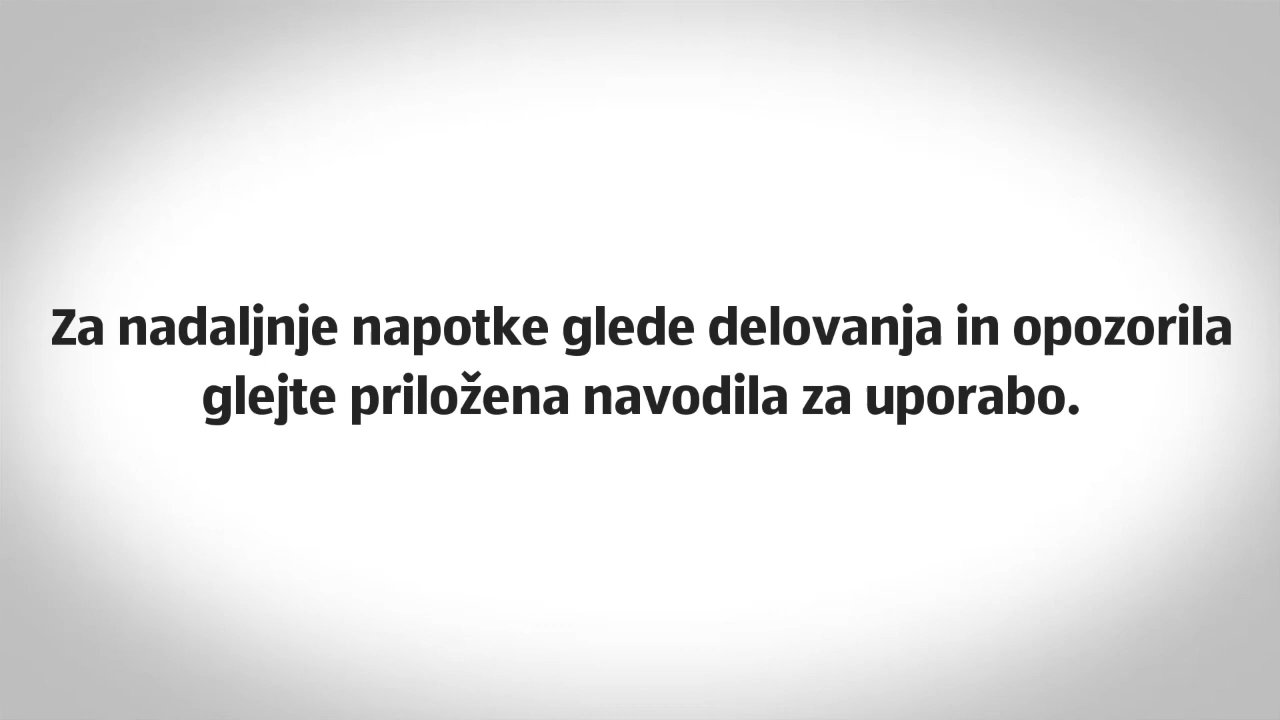 Za nadaljnje napotke glede delovanja in opozorila
glejte priložena navodila za uporabo.